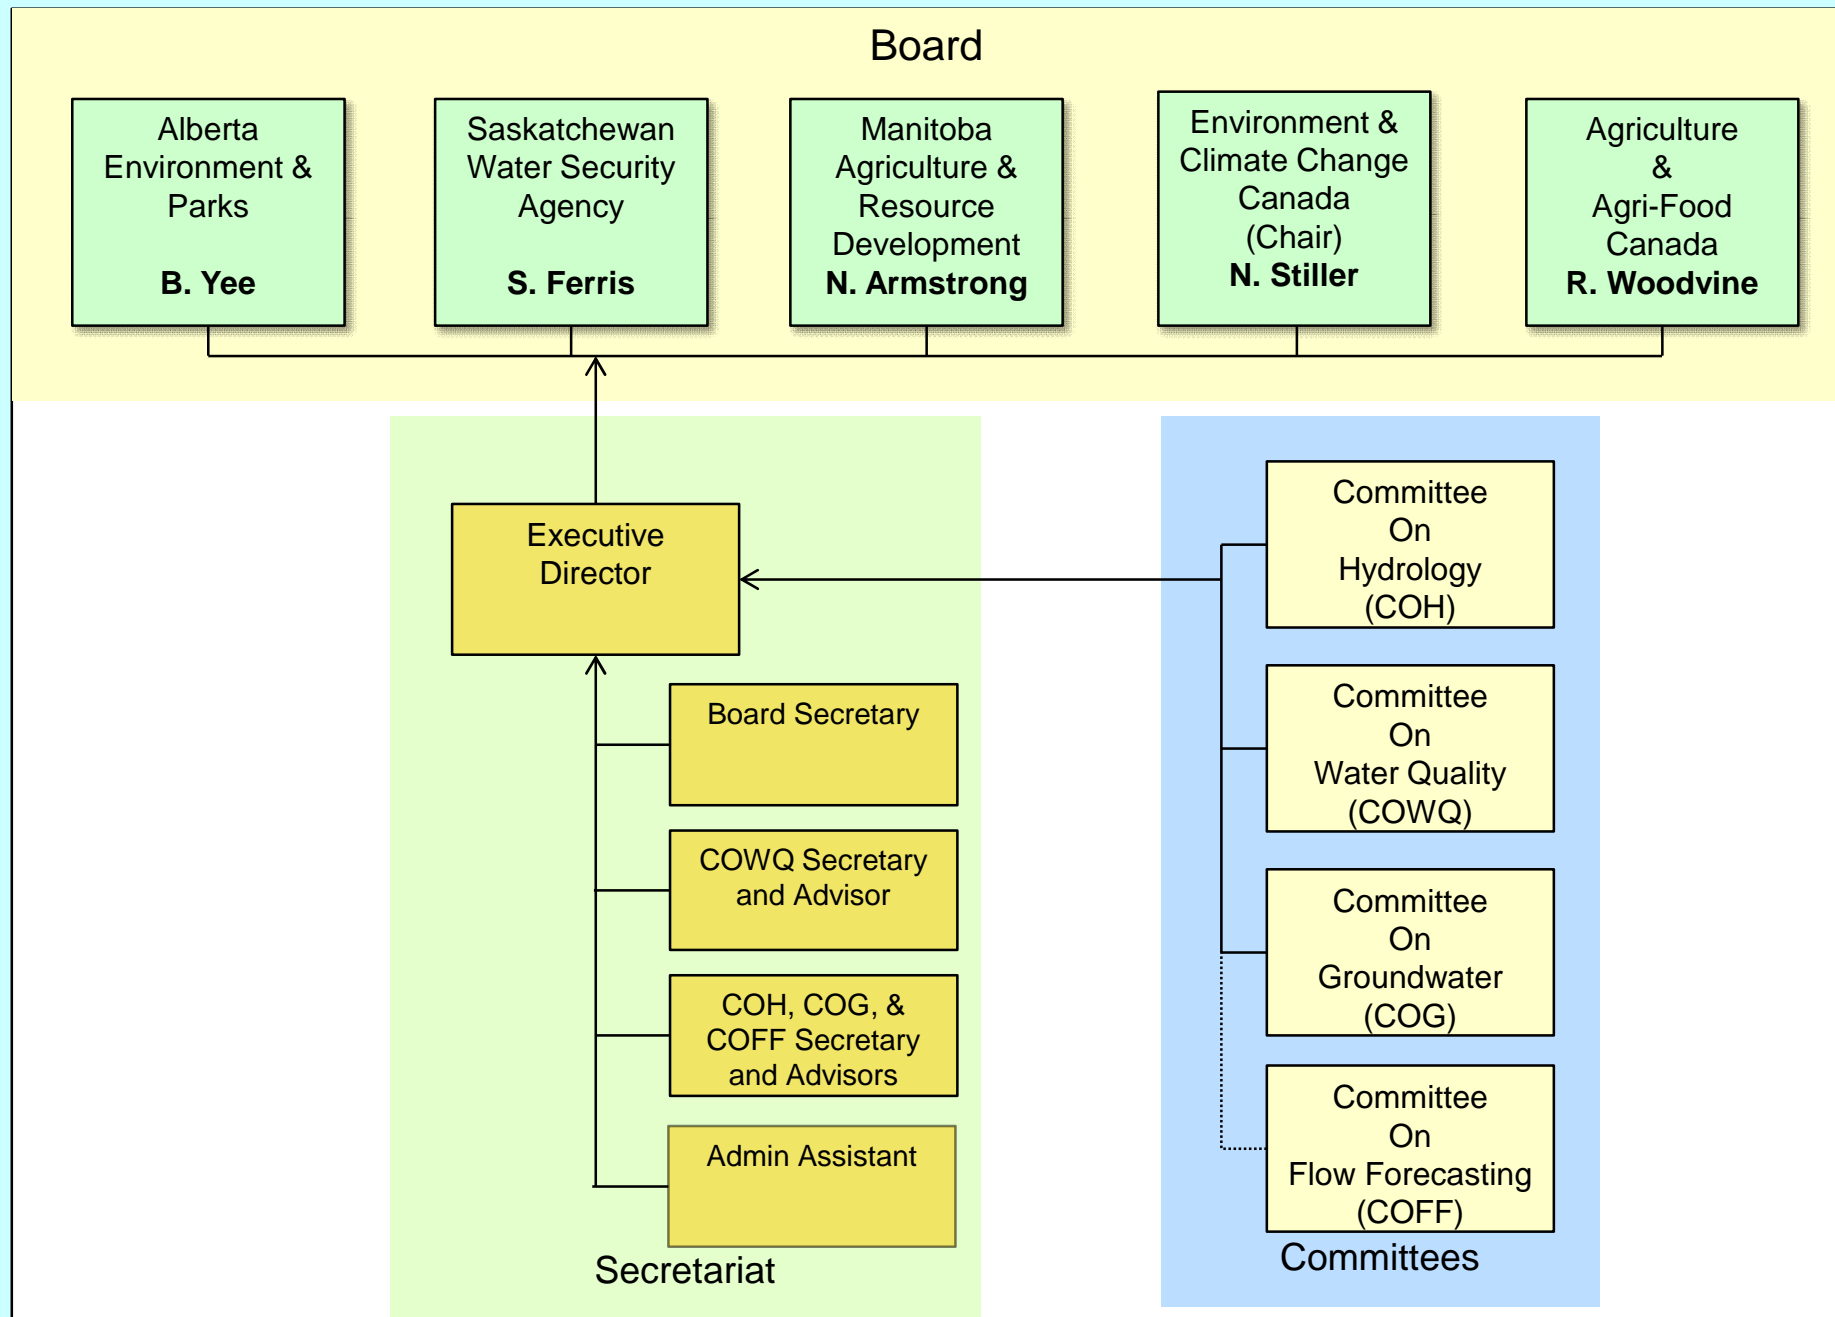 Board
Alberta
Environment &
Parks
B. Yee
Saskatchewan
Water Security
Agency
S. Ferris
Manitoba
Agriculture &
Resource
Development
N. Armstrong
Environment &
Climate Change
Canada
(Chair)
N. Stiller
Agriculture
&
Agri-Food
Canada
R. Woodvine
Executive
Director
Board Secretary
COWQ Secretary
and Advisor
COH, COG, &
COFF Secretary
and Advisors
Admin Assistant
Secretariat
Committee
On
Hydrology
(COH)
Committee
On
Water Quality
(COWQ)
Committee
On
Groundwater
(COG)
Committee
On
Flow Forecasting
(COFF)
Committees